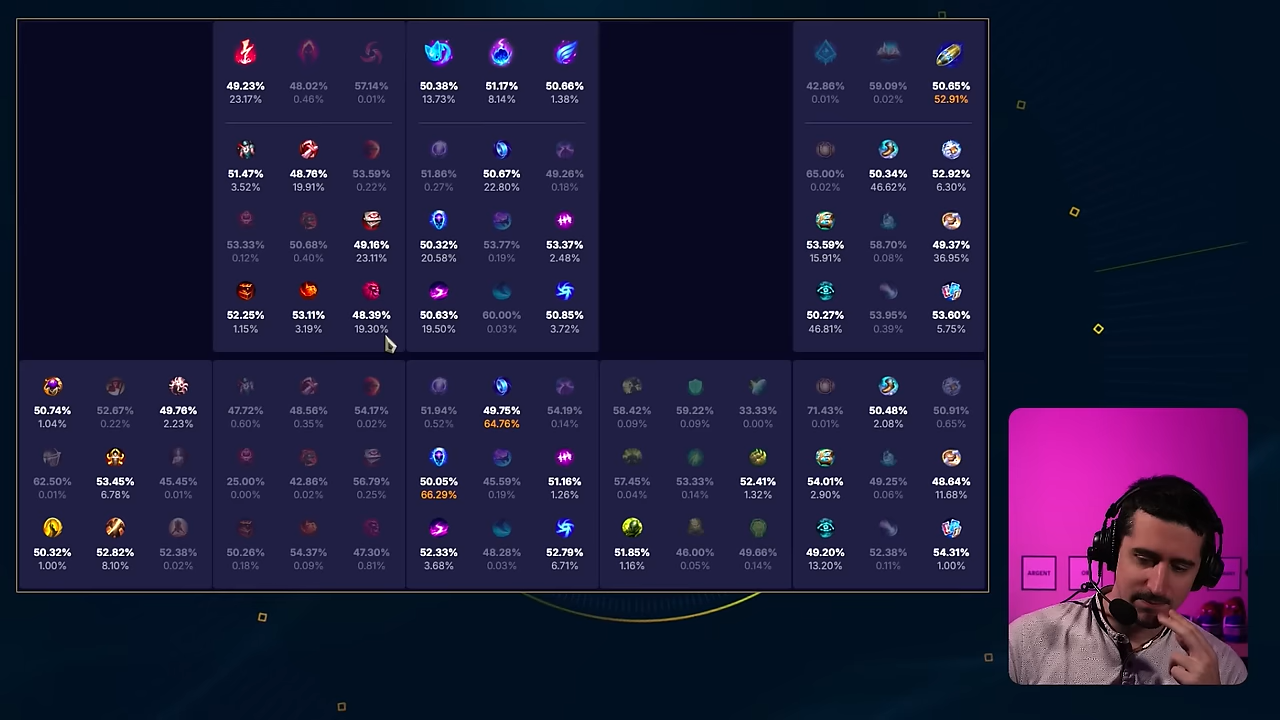 49.23% 48.02% 57.14% 50.38% 51.17% 50.66% 42.86% 59.09% 50.65%
23.17% 0.46% 0.01% 13.73% 8.14% 1.38% 0.01% 0.02% 52.91%
51.47% 48.76% 53.59% 51.86% 50.67% 49.26% 65.00% 50.34% 52.92%
3.52% 19.91% 0.22% 0.27% 22.80% 0.18% 0.02% 46.62% 6.30%
53.33% 50.68% 49.16% 50.32% 53.77% 53.37% 53.59% 58.70% 49.37%
0.12% 0.40% 23.11% 20.58% 0.19% 2.48% 15.91% 0.08% 36.95%
52.25% 53.11% 48.39% 50.63% 60.00% 50.85% 50.27% 53.95% 53.60%
1.15% 3.19% 19.30% 19.50% 0.03% 3.72% 46.81% 0.39% 5.75%
50.74% 52.67% 49.76% 47.72% 48.56% 54.17% 51.94% 49.75% 54.19% 58.42% 59.22% 33.33% 71.43% 50.48% 50.91%
1.04% 0.22% 2.23% 0.60% 0.35% 0.02% 0.52% 64.76% 0.14% 0.09% 0.09% 0.00% 0.01% 2.08% 0.65%
62.50% 53.45% 45.45% 25.00% 42.86% 56.79% 50.05% 45.59% 51.16% 57.45% 53.33% 52.41% 54.01% 49.25% 48.64%
0.01% 6.78% 0.01% 0.00% 0.02% 0.25% 66.29% 0.19% 1.26% 0.04% 0.14% 1.32% 2.90% 0.06% 11.68%
50.32% 52.82% 52.38% 50.26% 54.37% 47.30% 52.33% 48.28% 52.79% 51.85% 46.00% 49.66% 49.20% 52.38% 54.31%
1.00% 8.10% 0.02% 0.18% 0.09% 0.81% 3.68% 0.03% 6.71% 1.16% 0.05% 0.14% 13.20% 0.11% 1.00%
ARGENT